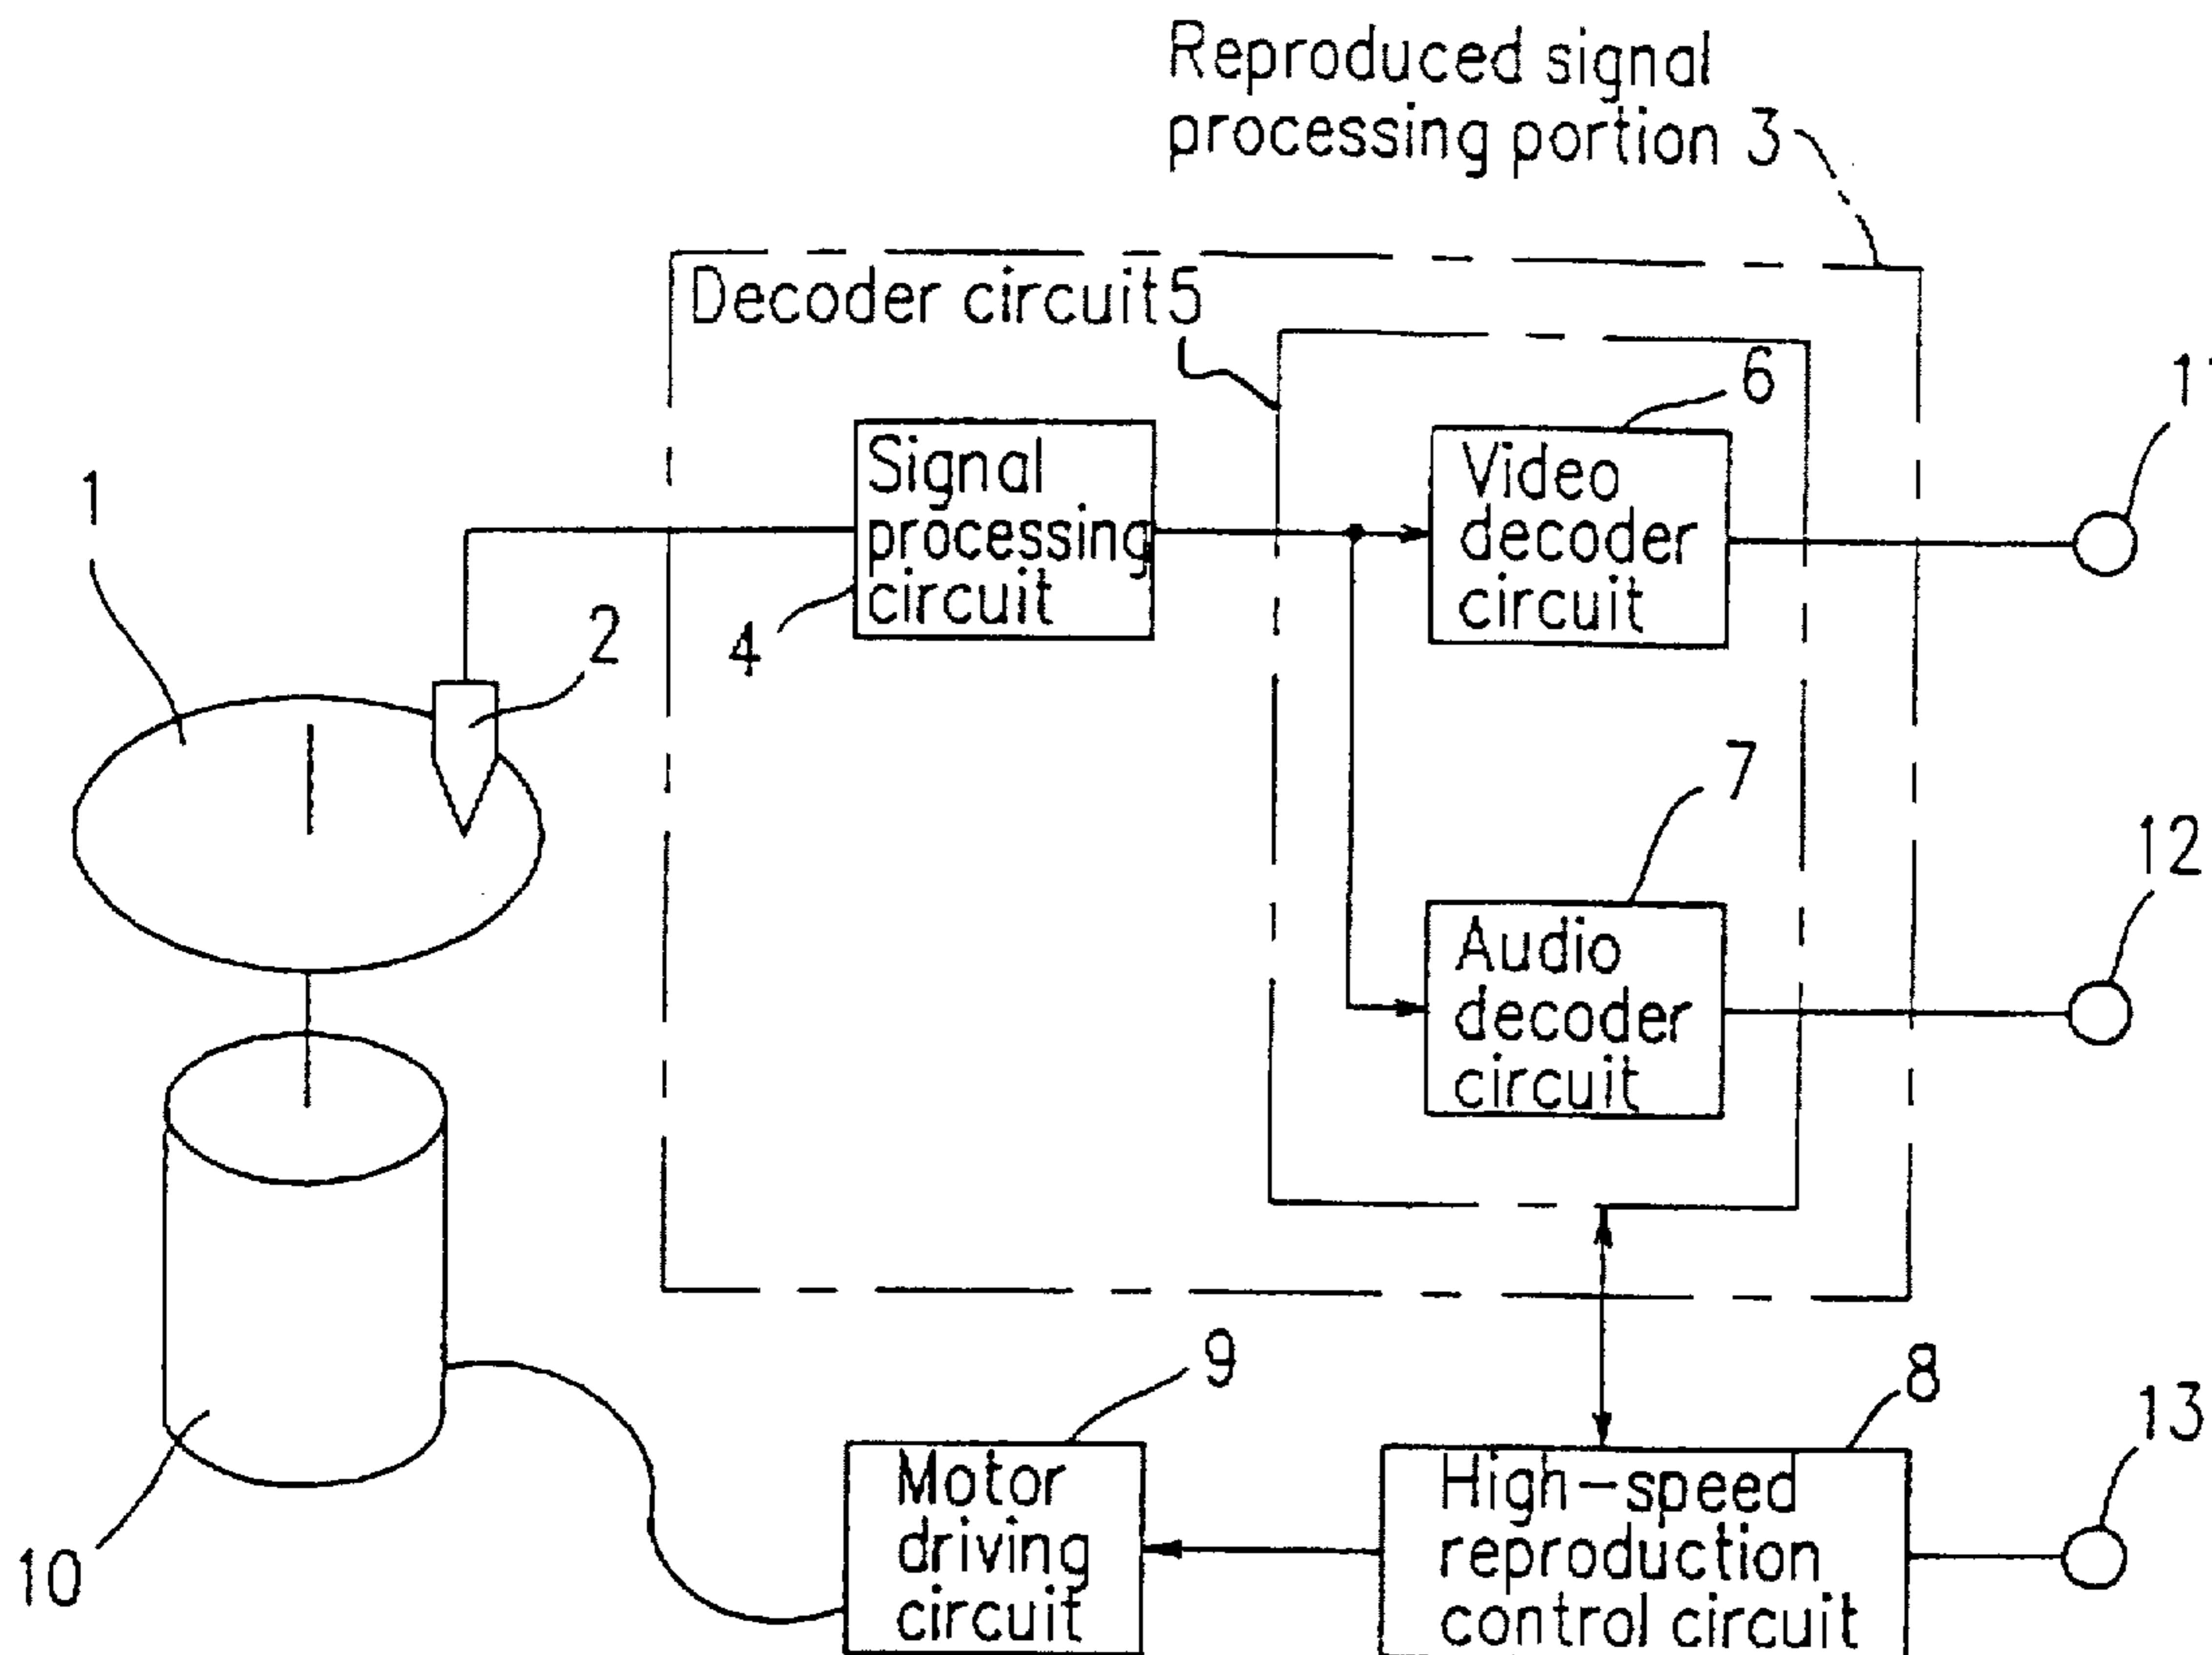 Reproduced signal
processing portion 3
Decoder circuit5
6
Signal
processing
circuit
Video
decoder
circuit
1
2
4
7
12
Audio
decoder
circuit
9
8
13
Motor
driving
circuit
High-speed
reproduction
control circuit
10